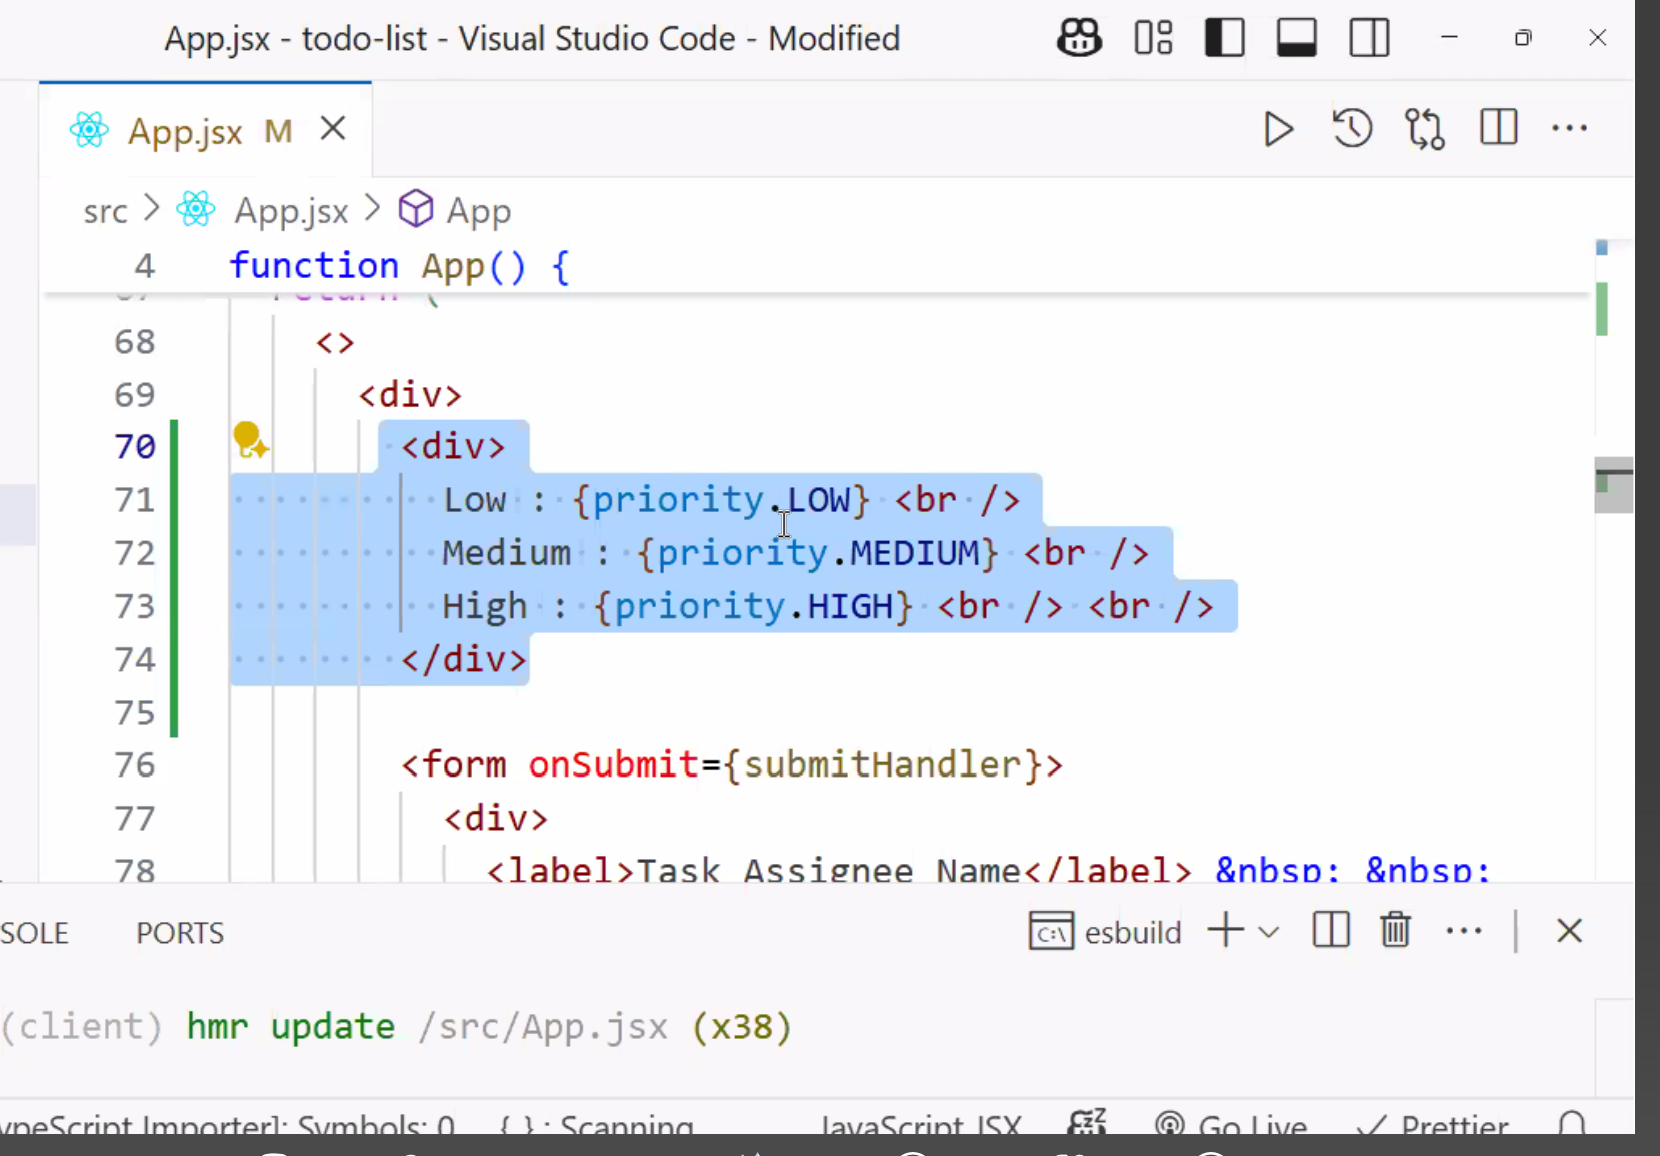 App.jsx - todo-list - Visual Studio Code - Modified
App.jsx M
src > App.jsx > App
4 function App() {
67 return (
68 <>
69 <div>
70 <div>
71 Low : {priority.LOW} <br />
72 Medium : {priority.MEDIUM} <br />
73 High : {priority.HIGH} <br /> <br />
74 </div>
75
76 <form onSubmit={submitHandler}>
77 <div>
78 <label>Task Assignee Name</label> &nbsp; &nbsp;
SOLE PORTS
C:\ esbuild
(client) hmr update /src/App.jsx (x38)
ypeScript Importer]: Symbols: 0 { } : Scanning JavaScript JSX zZ Go Live Prettier